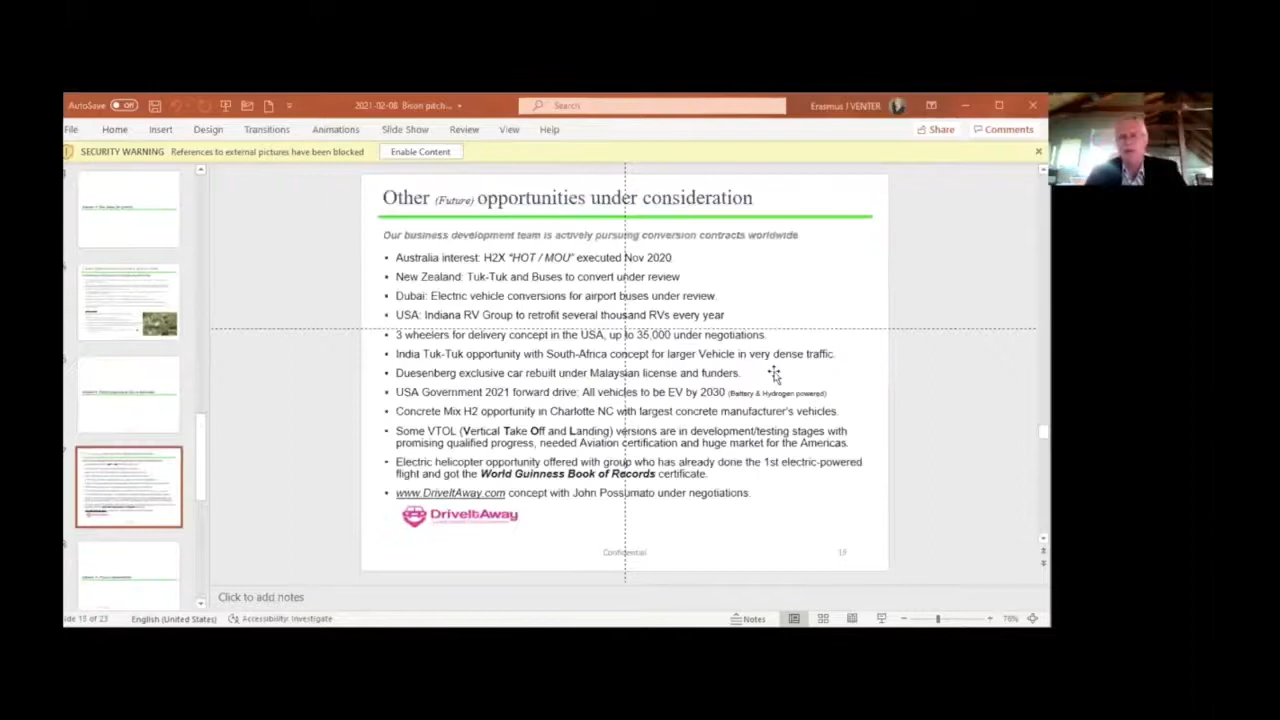 AutoSave Off 2021-02-08 Bison pitch... Search Erasmus J VENTER
File Home Insert Design Transitions Animations Slide Show Review View Help Share Comments
SECURITY WARNING References to external pictures have been blocked Enable Content
Other (Future) opportunities under consideration
Our business development team is actively pursuing conversion contracts worldwide
• Australia interest: H2X "HOT / MOU" executed Nov 2020
• New Zealand: Tuk-Tuk and Buses to convert under review
• Dubai: Electric vehicle conversions for airport buses under review.
• USA: Indiana RV Group to retrofit several thousand RVs every year
• 3 wheelers for delivery concept in the USA, up to 35,000 under negotiations.
• India Tuk-Tuk opportunity with South-Africa concept for larger Vehicle in very dense traffic.
• Duesenberg exclusive car rebuilt under Malaysian license and funders.
• USA Government 2021 forward drive: All vehicles to be EV by 2030 (Battery & Hydrogen powered)
• Concrete Mix H2 opportunity in Charlotte NC with largest concrete manufacturer's vehicles.
• Some VTOL (Vertical Take Off and Landing) versions are in development/testing stages with
promising qualified progress, needed Aviation certification and huge market for the Americas.
• Electric helicopter opportunity offered with group who has already done the 1st electric-powered
flight and got the World Guinness Book of Records certificate.
• www.DriveItAway.com concept with John Possumato under negotiations.
DriveItAway
Confidential 19
Click to add notes
English (United States) Accessibility: Investigate Notes 76%